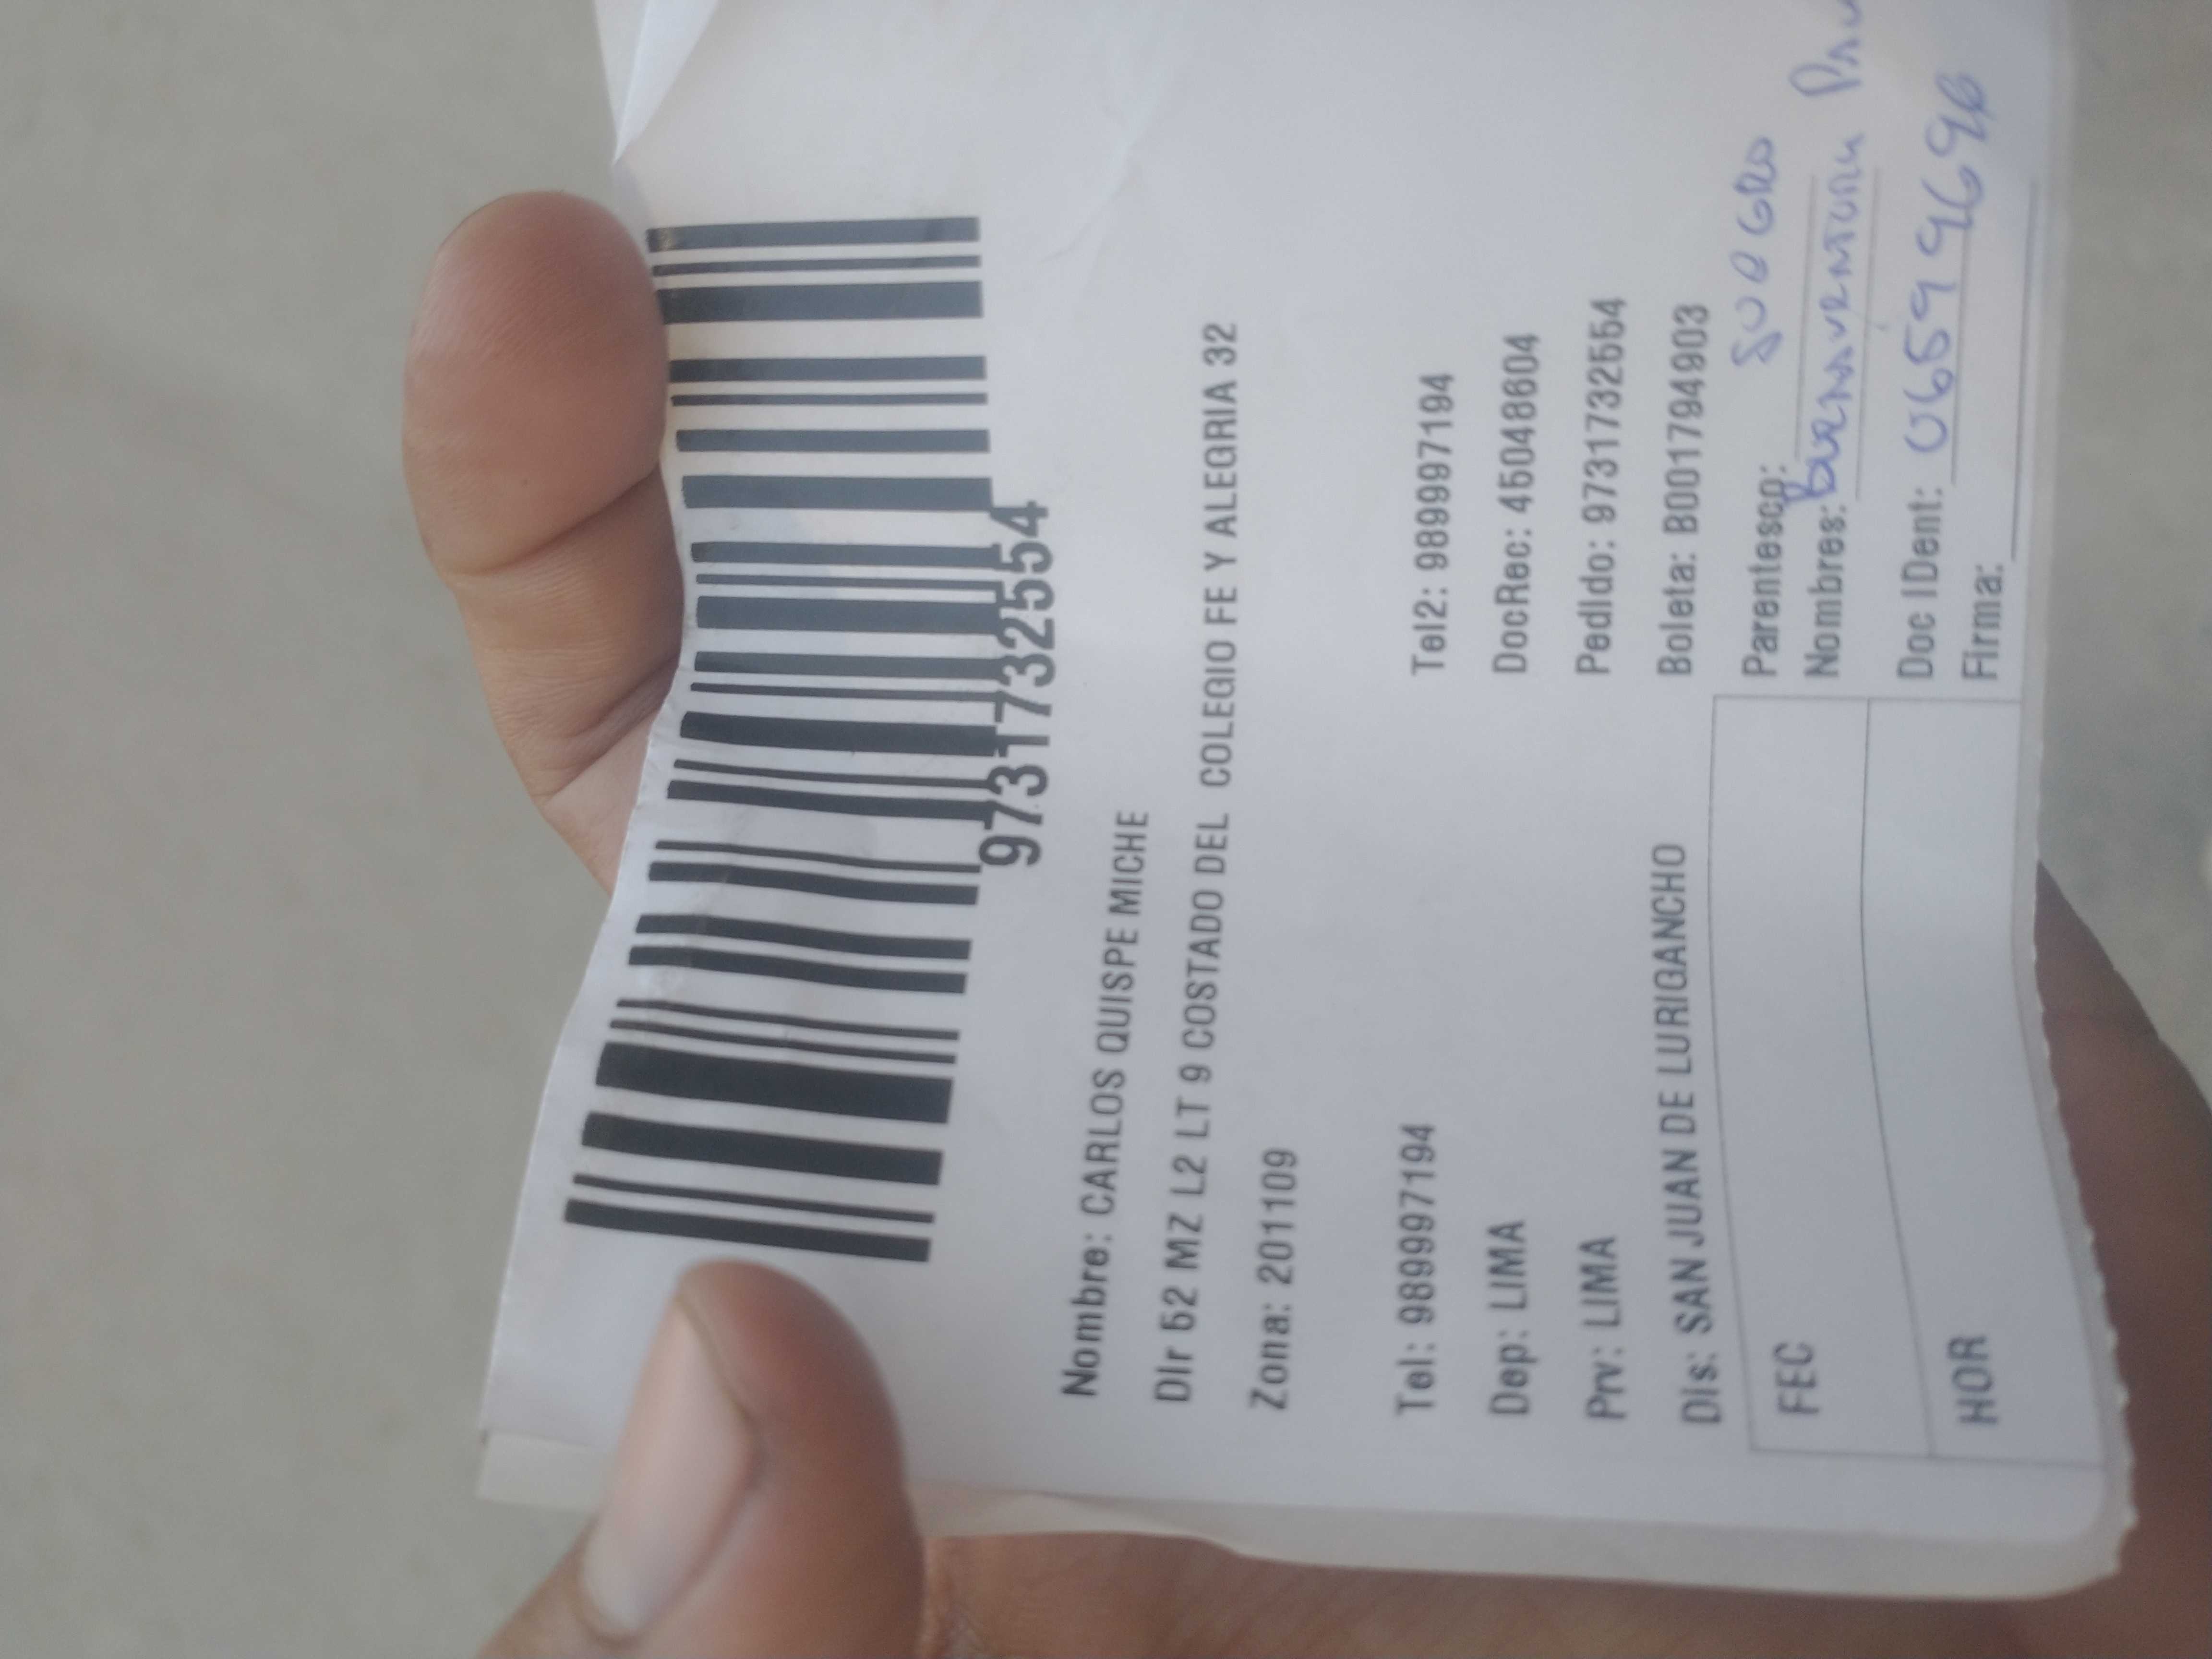 9731732554
Nombre: CARLOS QUISPE MICHE
DIr 52 MZ L2 LT 9 COSTADO DEL COLEGIO FE Y ALEGRIA 32
Zona: 201109
Tel: 989997194 Tel2: 989997194
Dep: LIMA DocRec: 45048604
Prv: LIMA PedIdo: 9731732554
DIs: SAN JUAN DE LURIGANCHO Boleta: B001794903
FEC Parentesco: SUEGRO
Nombres: BUENAVENTURA
Doc IDent:
HOR Firma: